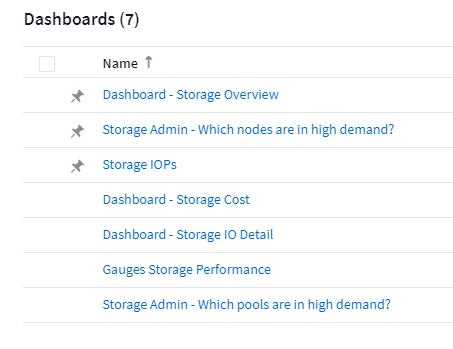 Dashboards (7)
Name ↑
Dashboard - Storage Overview
Storage Admin - Which nodes are in high demand?
Storage IOPs
Dashboard - Storage Cost
Dashboard - Storage IO Detail
Gauges Storage Performance
Storage Admin - Which pools are in high demand?